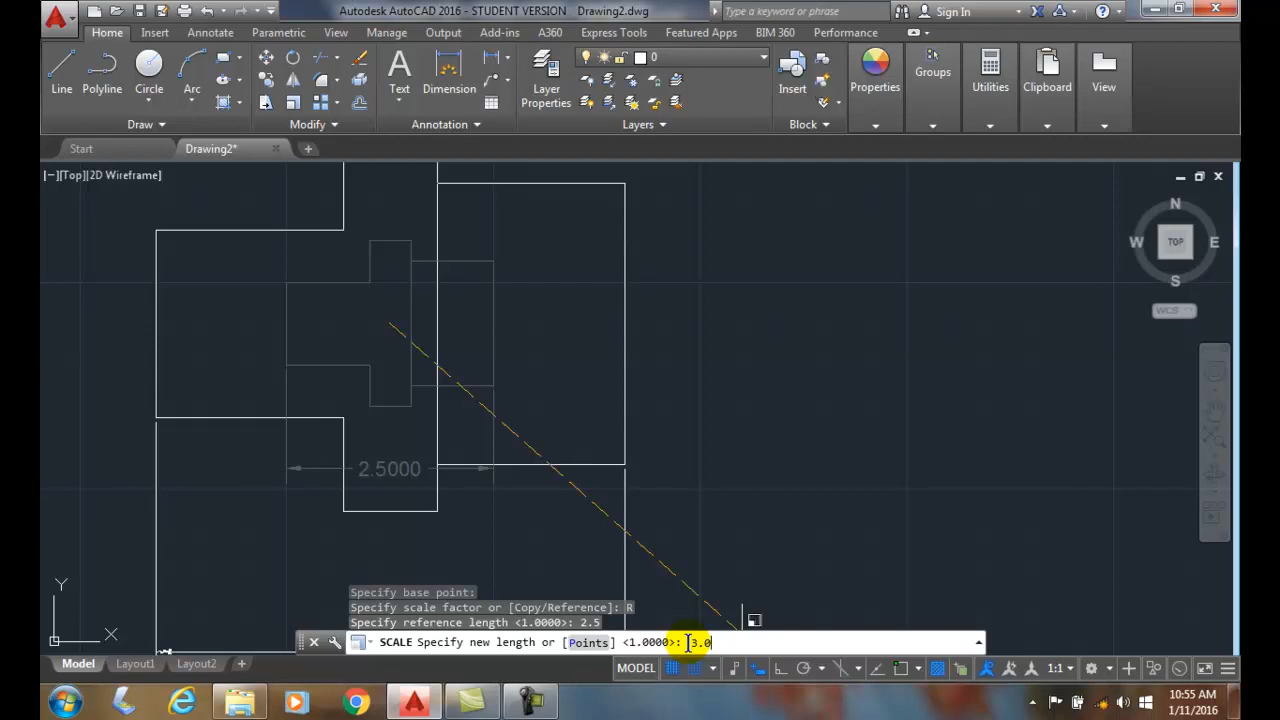 Autodesk AutoCAD 2016 - STUDENT VERSION Drawing2.dwg
Type a keyword or phrase
Sign In
Home Insert Annotate Parametric View Manage Output Add-ins A360 Express Tools Featured Apps BIM 360 Performance
0
Line Polyline Circle Arc
Text Dimension
Layer Properties
Insert
Properties
Groups
Utilities
Clipboard
View
Draw Modify Annotation Layers Block
Start Drawing2*
[−][Top][2D Wireframe]
N
W TOP E
S
WCS
2.5000
Y
X
Specify base point:
Specify scale factor or [Copy/Reference]: R
Specify reference length <1.0000>: 2.5
SCALE Specify new length or [Points] <1.0000>: 3.0
Model Layout1 Layout2
MODEL
1:1
10:55 AM
1/11/2016